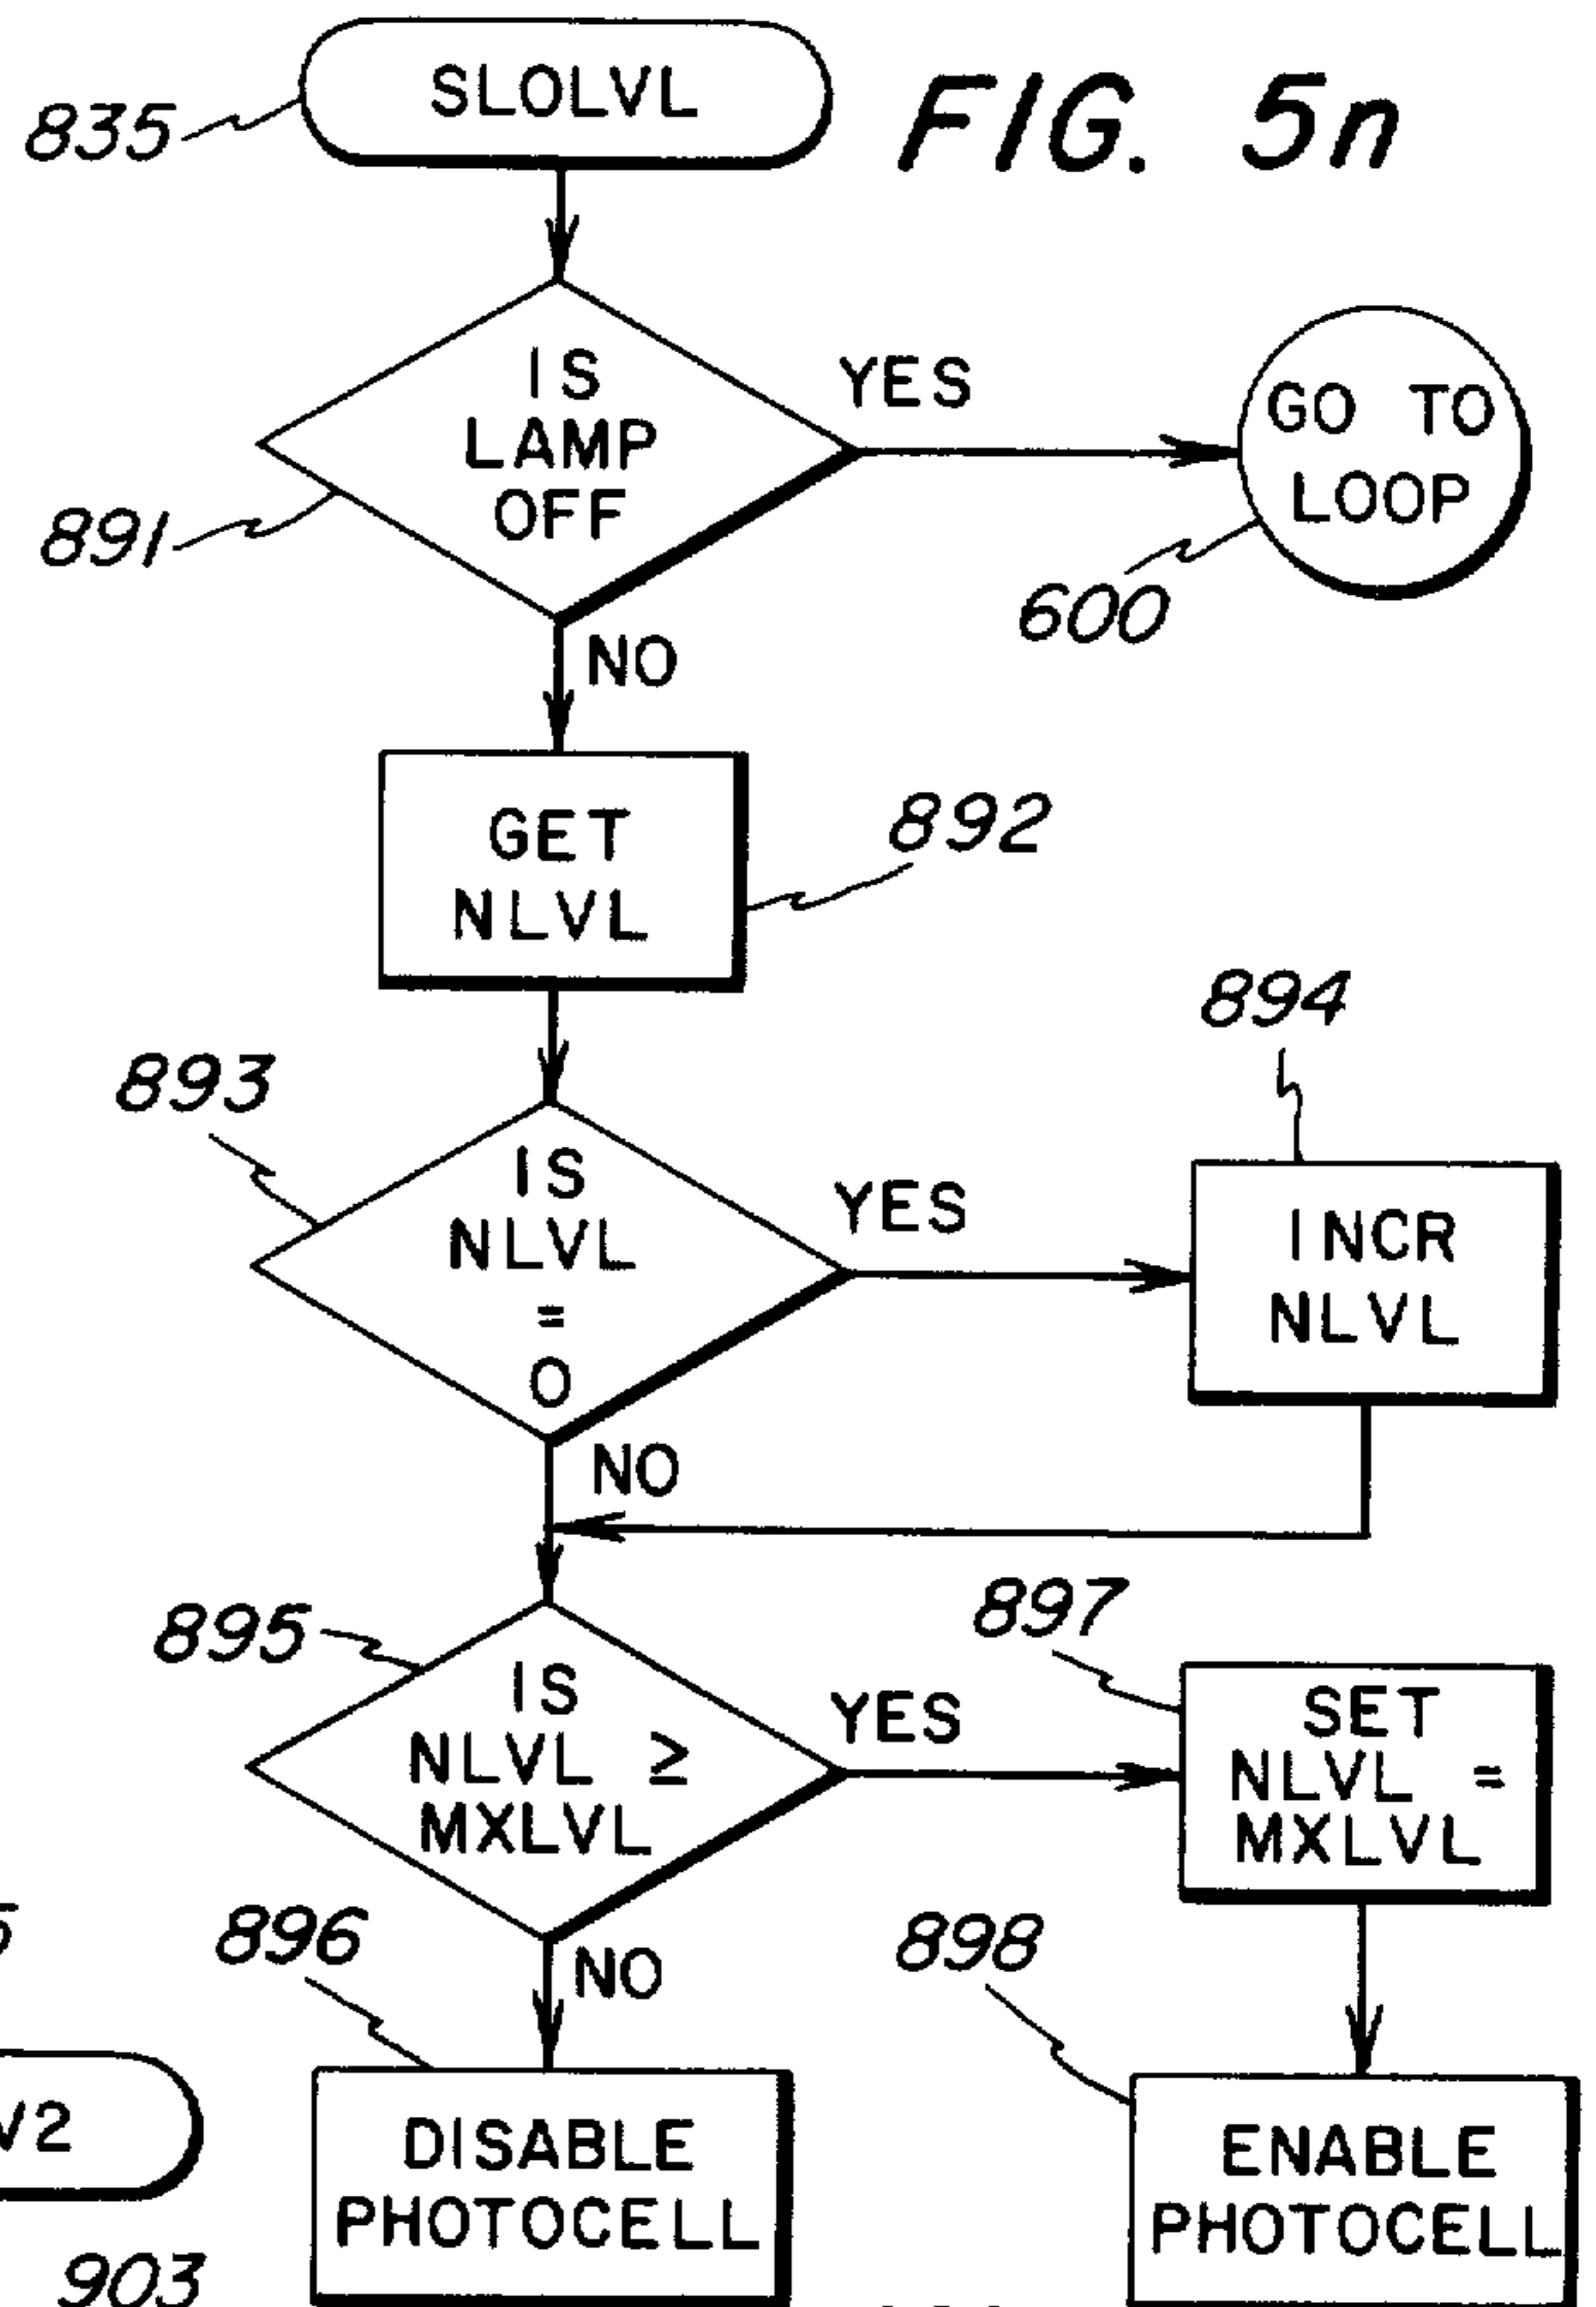 SLOLVL
FIG. 5n
835
IS
LAMP
OFF
YES
GO TO
LOOP
891
600
NO
GET
NLVL
892
894
893
IS
NLVL
=
0
YES
INCR
NLVL
NO
895
897
IS
NLVL ≥
MXLVL
YES
SET
NLVL =
MXLVL
896
NO
898
V2
DISABLE
PHOTOCELL
ENABLE
PHOTOCELL
903